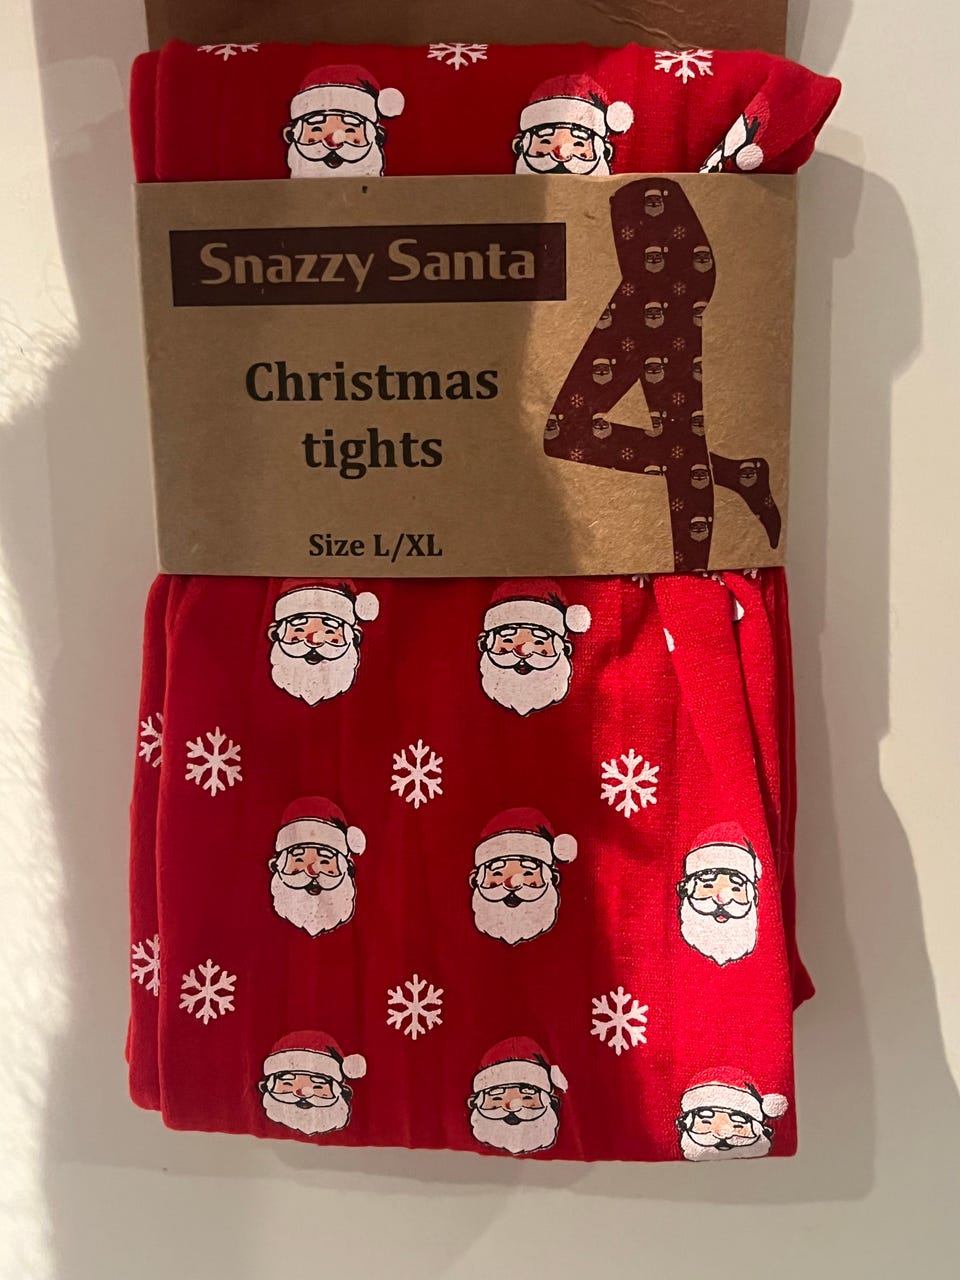 Snazzy Santa
Christmas
tights
Size L/XL